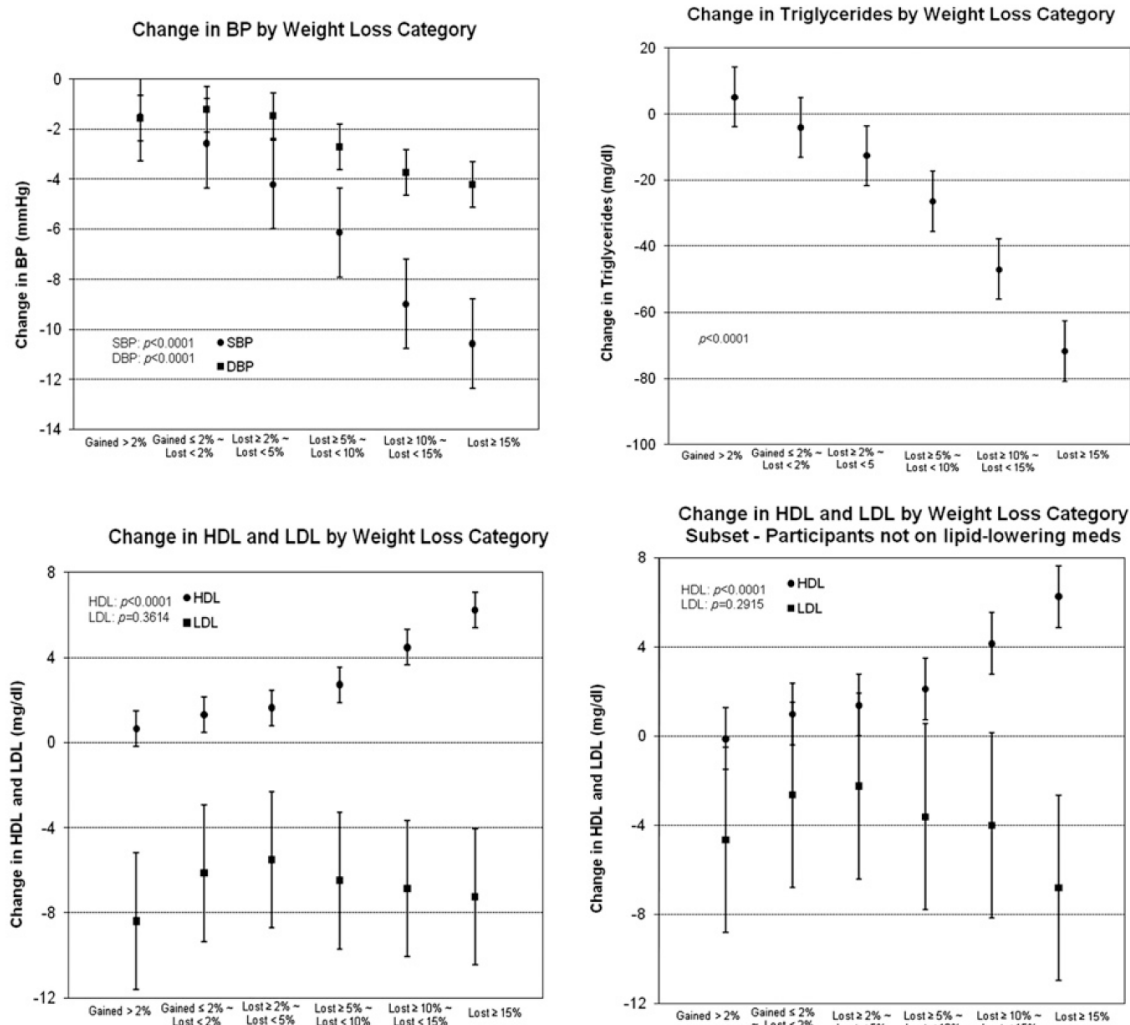 Change in BP by Weight Loss Category
0
-2
-4
-6
-8
-10
-12
-14
Change in BP (mmHg)
SBP: p<0.0001
DBP: p<0.0001
SBP
DBP
Gained > 2%
Gained ≤ 2% ~
Lost < 2%
Lost ≥ 2% ~
Lost < 5%
Lost ≥ 5% ~
Lost < 10%
Lost ≥ 10% ~
Lost < 15%
Lost ≥ 15%
Change in Triglycerides by Weight Loss Category
20
0
-20
-40
-60
-80
-100
Change in Triglycerides (mg/dl)
p<0.0001
Gained > 2%
Gained ≤ 2% ~
Lost < 2%
Lost ≥ 2% ~
Lost < 5
Lost ≥ 5% ~
Lost < 10%
Lost ≥ 10% ~
Lost < 15%
Lost ≥ 15%
Change in HDL and LDL by Weight Loss Category
8
4
0
-4
-8
-12
Change in HDL and LDL (mg/dl)
HDL: p<0.0001
LDL: p=0.3614
HDL
LDL
Gained > 2%
Gained ≤ 2% ~
Lost < 2%
Lost ≥ 2% ~
Lost < 5%
Lost ≥ 5% ~
Lost < 10%
Lost ≥ 10% ~
Lost < 15%
Lost ≥ 15%
Change in HDL and LDL by Weight Loss Category
Subset - Participants not on lipid-lowering meds
8
4
0
-4
-8
-12
Change in HDL and LDL (mg/dl)
HDL: p<0.0001
LDL: p=0.2915
HDL
LDL
Gained > 2%
Gained ≤ 2%
Lost ≥ 2% ~
Lost ≥ 5% ~
Lost ≥ 10% ~
Lost ≥ 15%